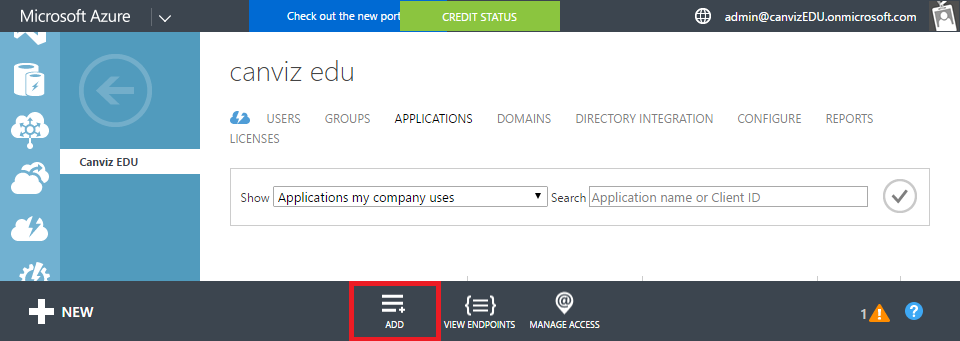 Microsoft Azure
Check out the new port
CREDIT STATUS
admin@canvizEDU.onmicrosoft.com
canviz edu
USERS GROUPS APPLICATIONS DOMAINS DIRECTORY INTEGRATION CONFIGURE REPORTS
LICENSES
Canviz EDU
Show Applications my company uses Search Application name or Client ID
NEW
ADD
{≡} VIEW ENDPOINTS
@ MANAGE ACCESS
1 ! ?